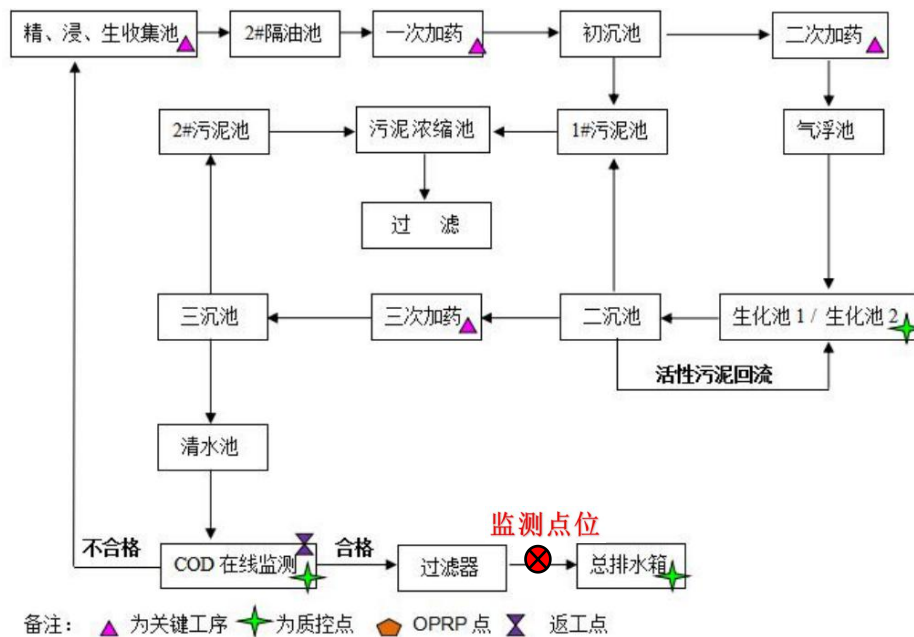 精、浸、生收集池
2#隔油池
一次加药
初沉池
二次加药
2#污泥池
污泥浓缩池
1#污泥池
气浮池
过 滤
三沉池
三次加药
二沉池
生化池 1 / 生化池 2
活性污泥回流
清水池
监测点位
不合格
COD 在线监测
合格
过滤器
总排水箱
备注： 为关键工序 为质控点 OPRP 点 返工点